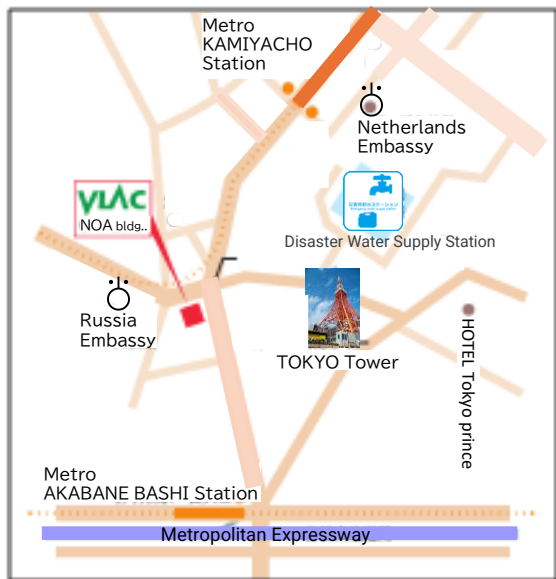 Metro
KAMIYACHO
Station
Netherlands
Embassy
VLAC
NOA bldg..
Disaster Water Supply Station
Russia
Embassy
TOKYO Tower
HOTEL Tokyo prince
Metro
AKABANE BASHI Station
Metropolitan Expressway